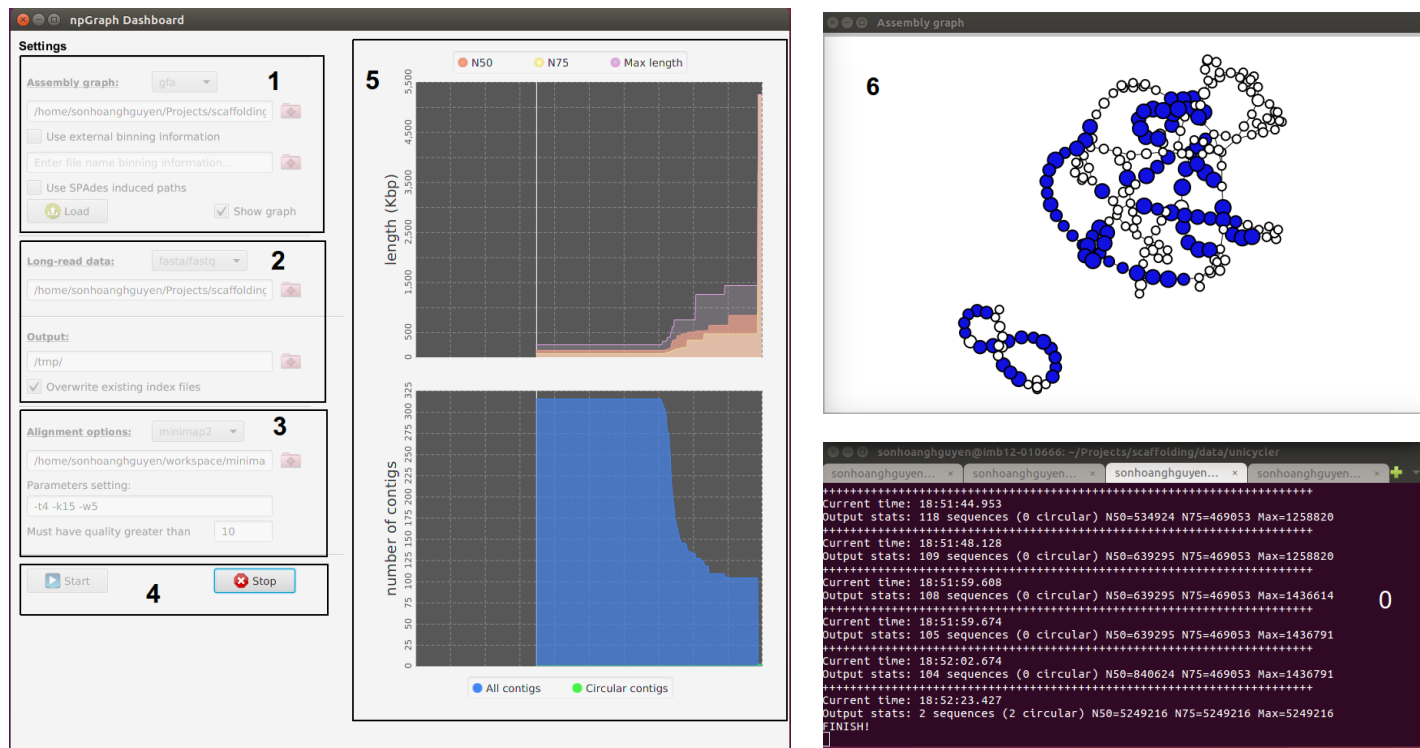 npGraph Dashboard
Settings
1
Assembly graph:
gfa
/home/sonhoanghguyen/Projects/scaffolding
Use external binning information
Enter file name binning information...
Use SPAdes induced paths
Load
Show graph
2
Long-read data:
fasta/fastq
/home/sonhoanghguyen/Projects/scaffolding
Output:
/tmp/
Overwrite existing index files
3
Alignment options:
minimap2
/home/sonhoanghguyen/workspace/minima
Parameters setting:
-t4 -k15 -w5
Must have quality greater than
10
Start
Stop
4
5
N50
N75
Max length
length (Kbp)
5,500
4,500
3,500
2,500
1,500
500
0
number of contigs
325
300
275
250
225
200
175
150
125
100
75
50
25
0
All contigs
Circular contigs
Assembly graph
6
sonhoanghguyen@imb12-010666: ~/Projects/scaffolding/data/unicycler
sonhoanghguyen... × sonhoanghguyen... × sonhoanghguyen... × sonhoanghguyen... ×
+++++++++++++++++++++++++++++++++++++++++++++++++++++++++++++++++++++++
Current time: 18:51:44.953
Output stats: 118 sequences (0 circular) N50=534924 N75=469053 Max=1258820
+++++++++++++++++++++++++++++++++++++++++++++++++++++++++++++++++++++++
Current time: 18:51:48.128
Output stats: 109 sequences (0 circular) N50=639295 N75=469053 Max=1258820
+++++++++++++++++++++++++++++++++++++++++++++++++++++++++++++++++++++++
Current time: 18:51:59.608
Output stats: 108 sequences (0 circular) N50=639295 N75=469053 Max=1436614
+++++++++++++++++++++++++++++++++++++++++++++++++++++++++++++++++++++++
Current time: 18:51:59.674
Output stats: 105 sequences (0 circular) N50=639295 N75=469053 Max=1436791
+++++++++++++++++++++++++++++++++++++++++++++++++++++++++++++++++++++++
Current time: 18:52:02.674
Output stats: 104 sequences (0 circular) N50=840624 N75=469053 Max=1436791
+++++++++++++++++++++++++++++++++++++++++++++++++++++++++++++++++++++++
Current time: 18:52:23.427
Output stats: 2 sequences (2 circular) N50=5249216 N75=5249216 Max=5249216
FINISH!
0